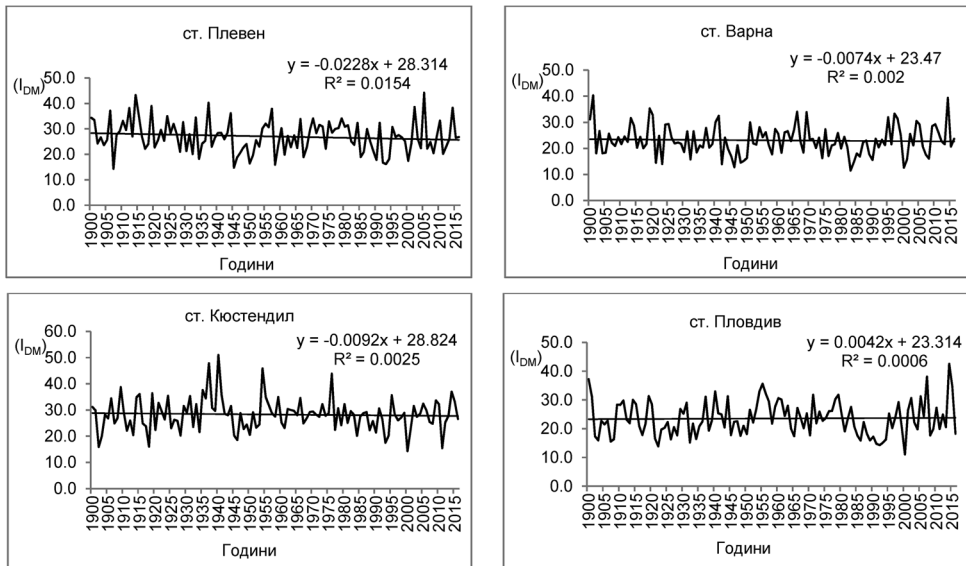 ст. Плевен
y = -0.0228x + 28.314
R² = 0.0154
(IDM)
50.0
40.0
30.0
20.0
10.0
0.0
1900 1905 1910 1915 1920 1925 1930 1935 1940 1945 1950 1955 1960 1965 1970 1975 1980 1985 1990 1995 2000 2005 2010 2015
Години
ст. Варна
y = -0.0074x + 23.47
R² = 0.002
(IDM)
50.0
40.0
30.0
20.0
10.0
0.0
1900 1905 1910 1915 1920 1925 1930 1935 1940 1945 1950 1955 1960 1965 1970 1975 1980 1985 1990 1995 2000 2005 2010 2015
Години
ст. Кюстендил
y = -0.0092x + 28.824
R² = 0.0025
(IDM)
60.0
50.0
40.0
30.0
20.0
10.0
0.0
1900 1905 1910 1915 1920 1925 1930 1935 1940 1945 1950 1955 1960 1965 1970 1975 1980 1985 1990 1995 2000 2005 2010 2015
Години
ст. Пловдив
y = 0.0042x + 23.314
R² = 0.0006
(IDM)
50.0
40.0
30.0
20.0
10.0
0.0
1900 1905 1910 1915 1920 1925 1930 1935 1940 1945 1950 1955 1960 1965 1970 1975 1980 1985 1990 1995 2000 2005 2010 2015
Години